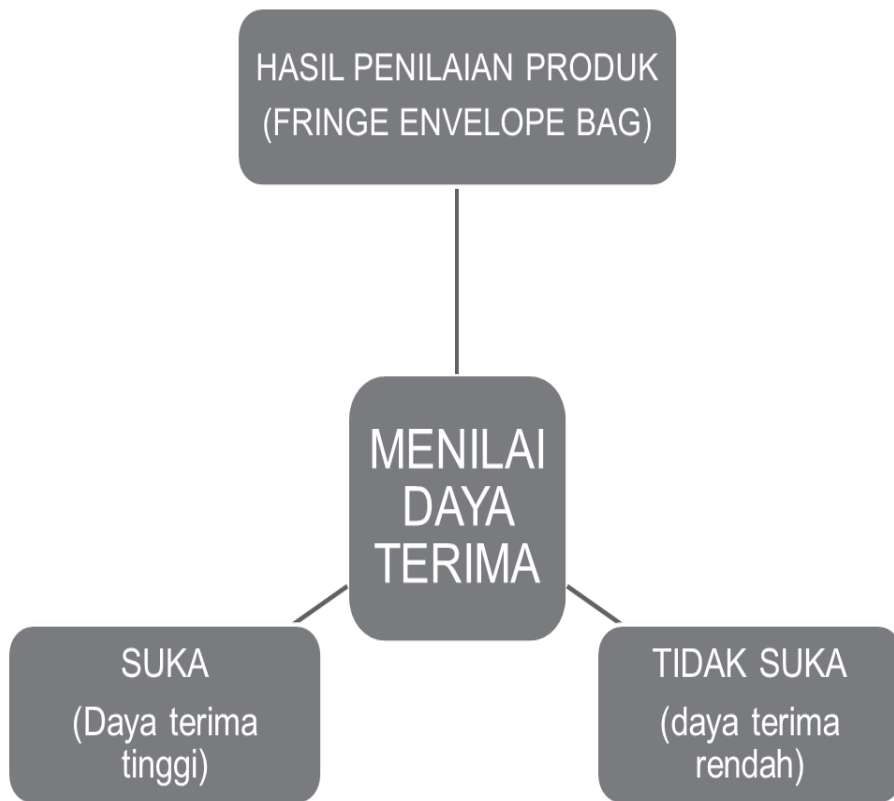 HASIL PENILAIAN PRODUK
(FRINGE ENVELOPE BAG)
MENILAI
DAYA
TERIMA
SUKA
(Daya terima
tinggi)
TIDAK SUKA
(daya terima
rendah)